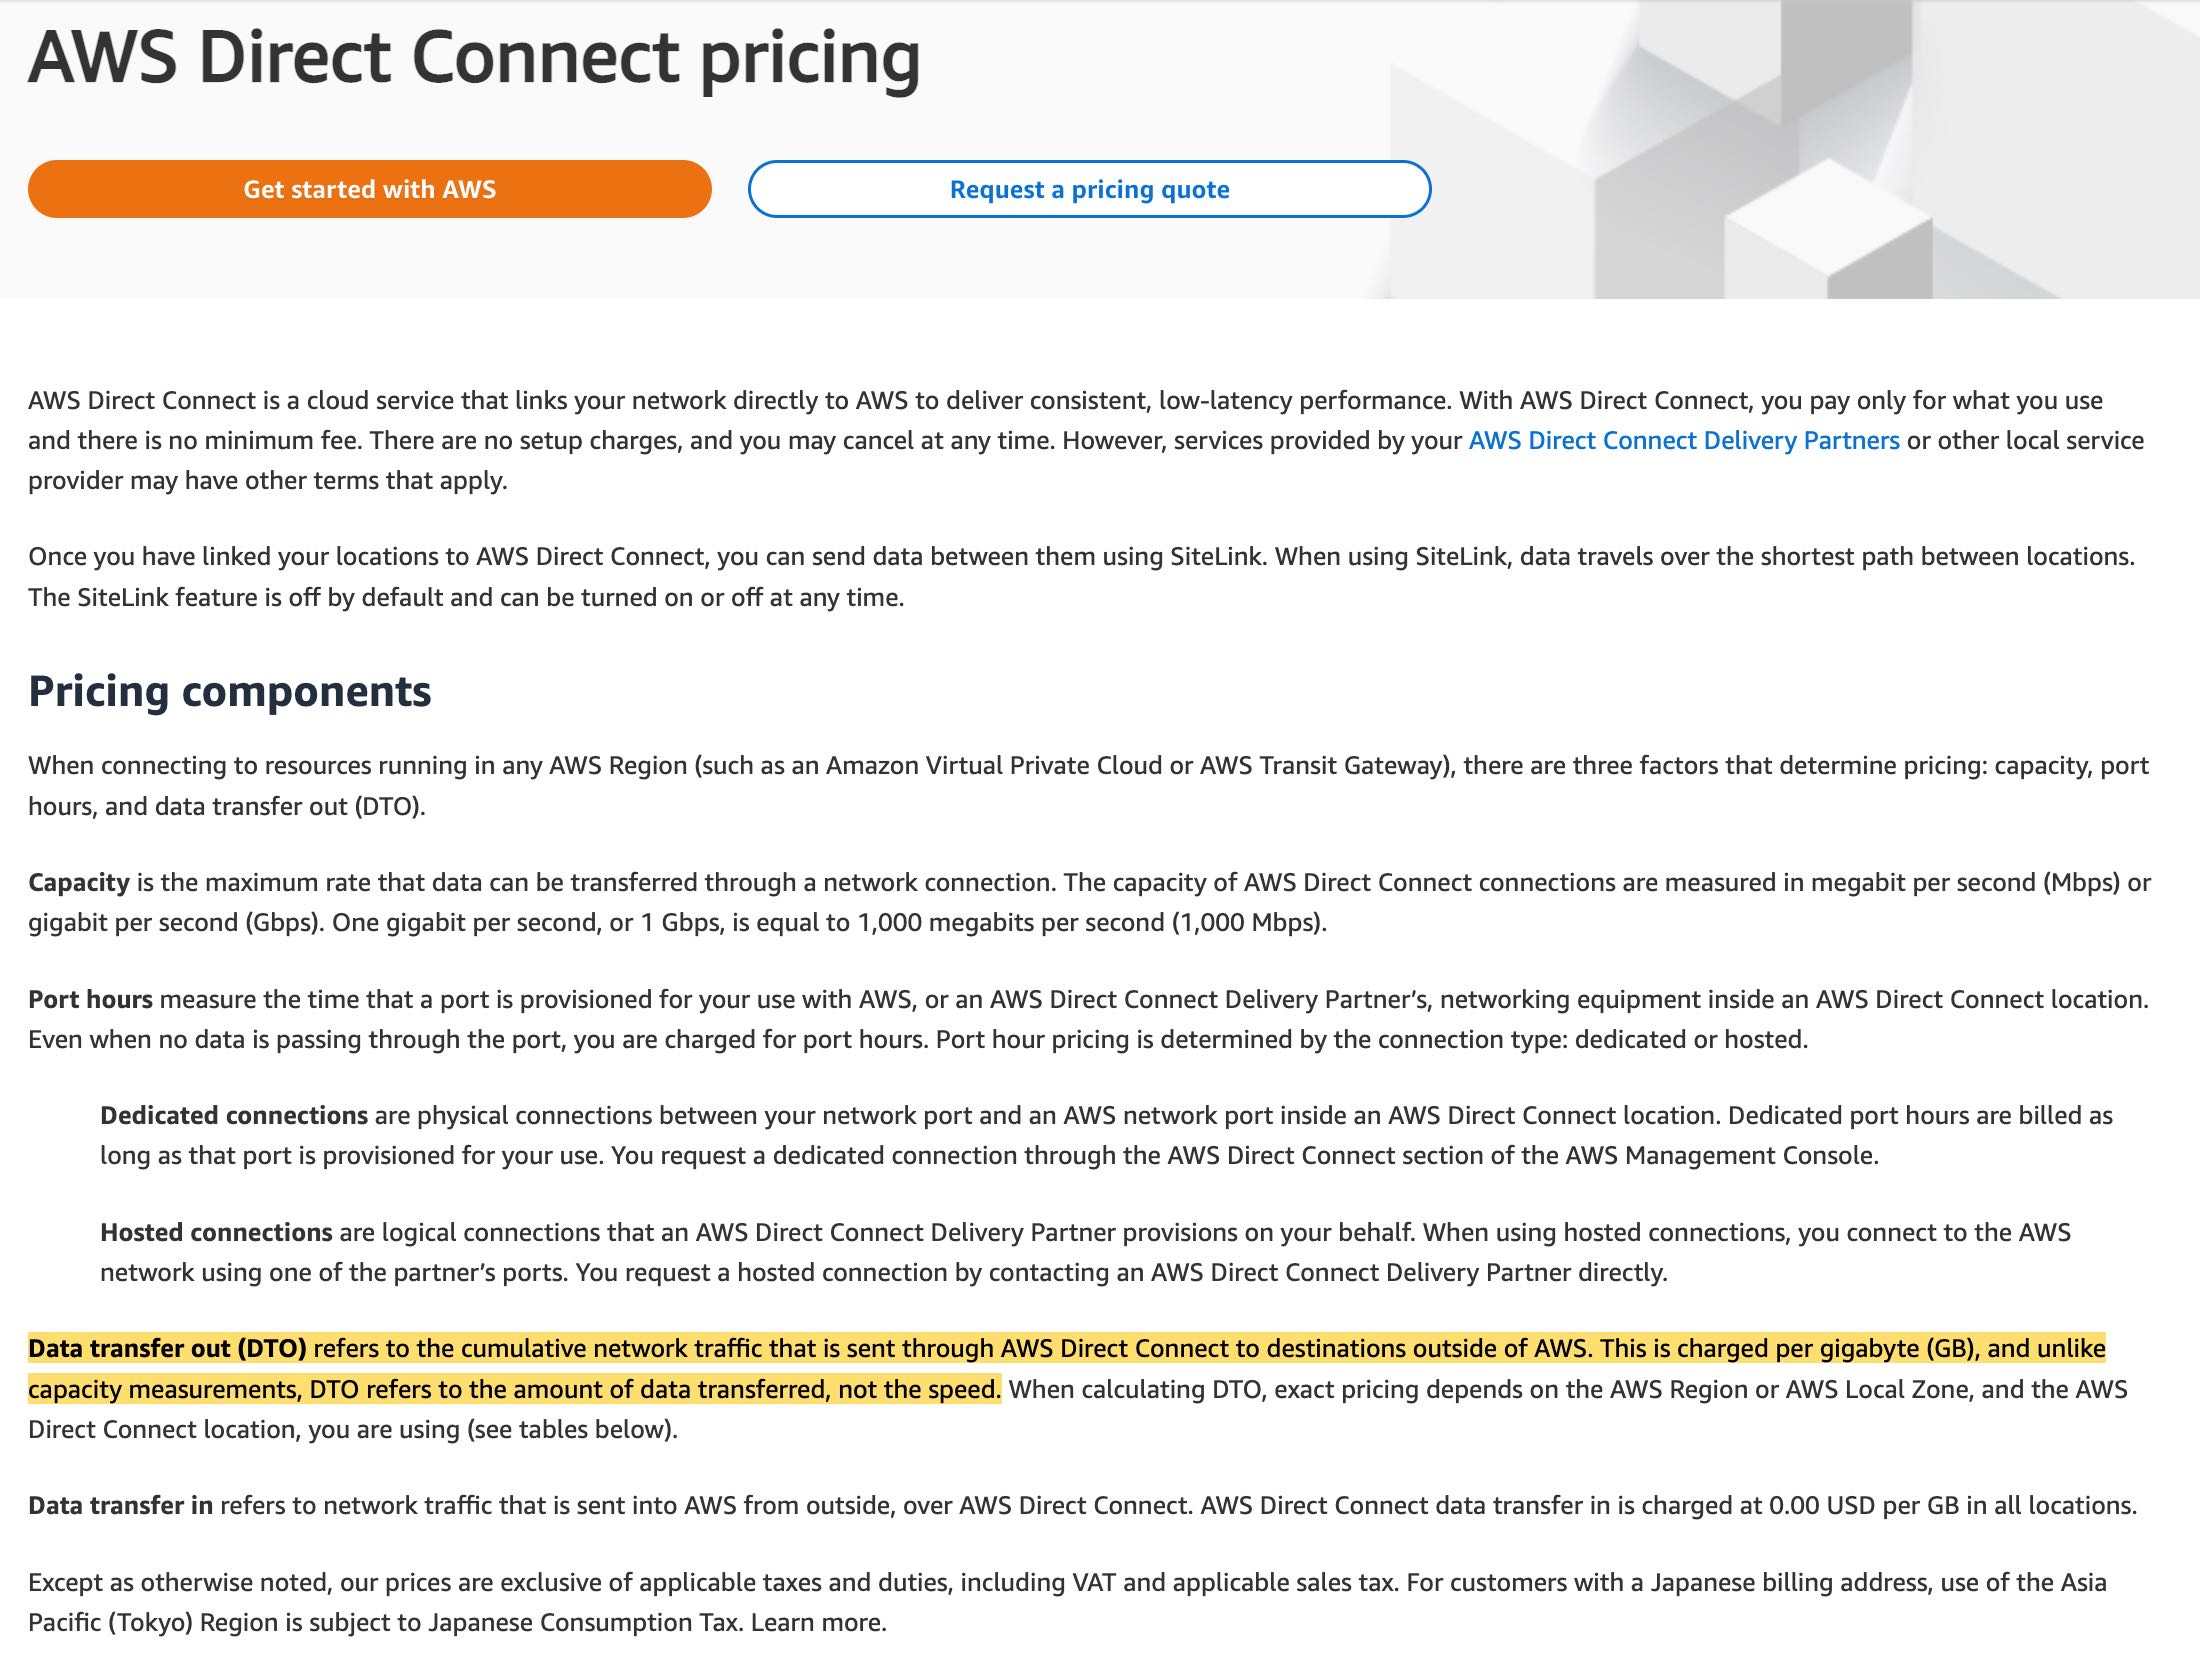 AWS Direct Connect pricing
Get started with AWS
Request a pricing quote
AWS Direct Connect is a cloud service that links your network directly to AWS to deliver consistent, low-latency performance. With AWS Direct Connect, you pay only for what you use
and there is no minimum fee. There are no setup charges, and you may cancel at any time. However, services provided by your AWS Direct Connect Delivery Partners or other local service
provider may have other terms that apply.
Once you have linked your locations to AWS Direct Connect, you can send data between them using SiteLink. When using SiteLink, data travels over the shortest path between locations.
The SiteLink feature is off by default and can be turned on or off at any time.
Pricing components
When connecting to resources running in any AWS Region (such as an Amazon Virtual Private Cloud or AWS Transit Gateway), there are three factors that determine pricing: capacity, port
hours, and data transfer out (DTO).
Capacity is the maximum rate that data can be transferred through a network connection. The capacity of AWS Direct Connect connections are measured in megabit per second (Mbps) or
gigabit per second (Gbps). One gigabit per second, or 1 Gbps, is equal to 1,000 megabits per second (1,000 Mbps).
Port hours measure the time that a port is provisioned for your use with AWS, or an AWS Direct Connect Delivery Partner’s, networking equipment inside an AWS Direct Connect location.
Even when no data is passing through the port, you are charged for port hours. Port hour pricing is determined by the connection type: dedicated or hosted.
Dedicated connections are physical connections between your network port and an AWS network port inside an AWS Direct Connect location. Dedicated port hours are billed as
long as that port is provisioned for your use. You request a dedicated connection through the AWS Direct Connect section of the AWS Management Console.
Hosted connections are logical connections that an AWS Direct Connect Delivery Partner provisions on your behalf. When using hosted connections, you connect to the AWS
network using one of the partner’s ports. You request a hosted connection by contacting an AWS Direct Connect Delivery Partner directly.
Data transfer out (DTO) refers to the cumulative network traffic that is sent through AWS Direct Connect to destinations outside of AWS. This is charged per gigabyte (GB), and unlike
capacity measurements, DTO refers to the amount of data transferred, not the speed. When calculating DTO, exact pricing depends on the AWS Region or AWS Local Zone, and the AWS
Direct Connect location, you are using (see tables below).
Data transfer in refers to network traffic that is sent into AWS from outside, over AWS Direct Connect. AWS Direct Connect data transfer in is charged at 0.00 USD per GB in all locations.
Except as otherwise noted, our prices are exclusive of applicable taxes and duties, including VAT and applicable sales tax. For customers with a Japanese billing address, use of the Asia
Pacific (Tokyo) Region is subject to Japanese Consumption Tax. Learn more.